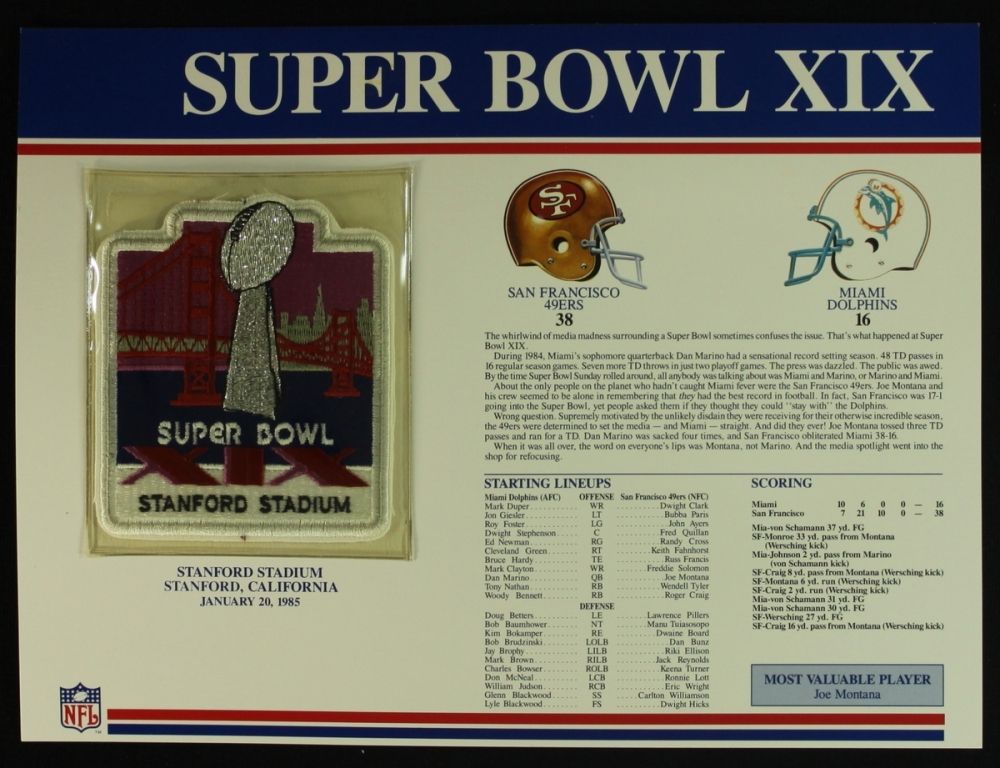 SUPER BOWL XIX
SUPER BOWL
XIX
STANFORD STADIUM
STANFORD STADIUM
STANFORD, CALIFORNIA
JANUARY 20, 1985
NFL
TM
SF
SAN FRANCISCO
49ERS
38
MIAMI
DOLPHINS
16
The whirlwind of media madness surrounding a Super Bowl sometimes confuses the issue. That's what happened at Super
Bowl XIX.
During 1984, Miami's sophomore quarterback Dan Marino had a sensational record setting season. 48 TD passes in
16 regular season games. Seven more TD throws in just two playoff games. The press was dazzled. The public was awed.
By the time Super Bowl Sunday rolled around, all anybody was talking about was Miami and Marino, or Marino and Miami.
About the only people on the planet who hadn't caught Miami fever were the San Francisco 49ers. Joe Montana and
his crew seemed to be alone in remembering that they had the best record in football. In fact, San Francisco was 17-1
going into the Super Bowl, yet people asked them if they thought they could "stay with" the Dolphins.
Wrong question. Supremely motivated by the unlikely disdain they were receiving for their otherwise incredible season,
the 49ers were determined to set the media — and Miami — straight. And did they ever! Joe Montana tossed three TD
passes and ran for a TD. Dan Marino was sacked four times, and San Francisco obliterated Miami 38-16.
When it was all over, the word on everyone's lips was Montana, not Marino. And the media spotlight went into the
shop for refocusing.
STARTING LINEUPS
Miami Dolphins (AFC) OFFENSE San Francisco 49ers (NFC)
Mark Duper WR Dwight Clark
Jon Giesler LT Bubba Paris
Roy Foster LG John Ayers
Dwight Stephenson C Fred Quillan
Ed Newman RG Randy Cross
Cleveland Green RT Keith Fahnhorst
Bruce Hardy TE Russ Francis
Mark Clayton WR Freddie Solomon
Dan Marino QB Joe Montana
Tony Nathan RB Wendell Tyler
Woody Bennett RB Roger Craig
DEFENSE
Doug Betters LE Lawrence Pillers
Bob Baumhower NT Manu Tuiasosopo
Kim Bokamper RE Dwaine Board
Bob Brudzinski LOLB Dan Bunz
Jay Brophy LILB Riki Ellison
Mark Brown RILB Jack Reynolds
Charles Bowser ROLB Keena Turner
Don McNeal LCB Ronnie Lott
William Judson RCB Eric Wright
Glenn Blackwood SS Carlton Williamson
Lyle Blackwood FS Dwight Hicks
SCORING
Miami 10 6 0 0 — 16
San Francisco 7 21 10 0 — 38
Mia-von Schamann 37 yd. FG
SF-Monroe 33 yd. pass from Montana
(Wersching kick)
Mia-Johnson 2 yd. pass from Marino
(von Schamann kick)
SF-Craig 8 yd. pass from Montana (Wersching kick)
SF-Montana 6 yd. run (Wersching kick)
SF-Craig 2 yd. run (Wersching kick)
Mia-von Schamann 31 yd. FG
Mia-von Schamann 30 yd. FG
SF-Wersching 27 yd. FG
SF-Craig 16 yd. pass from Montana (Wersching kick)
MOST VALUABLE PLAYER
Joe Montana